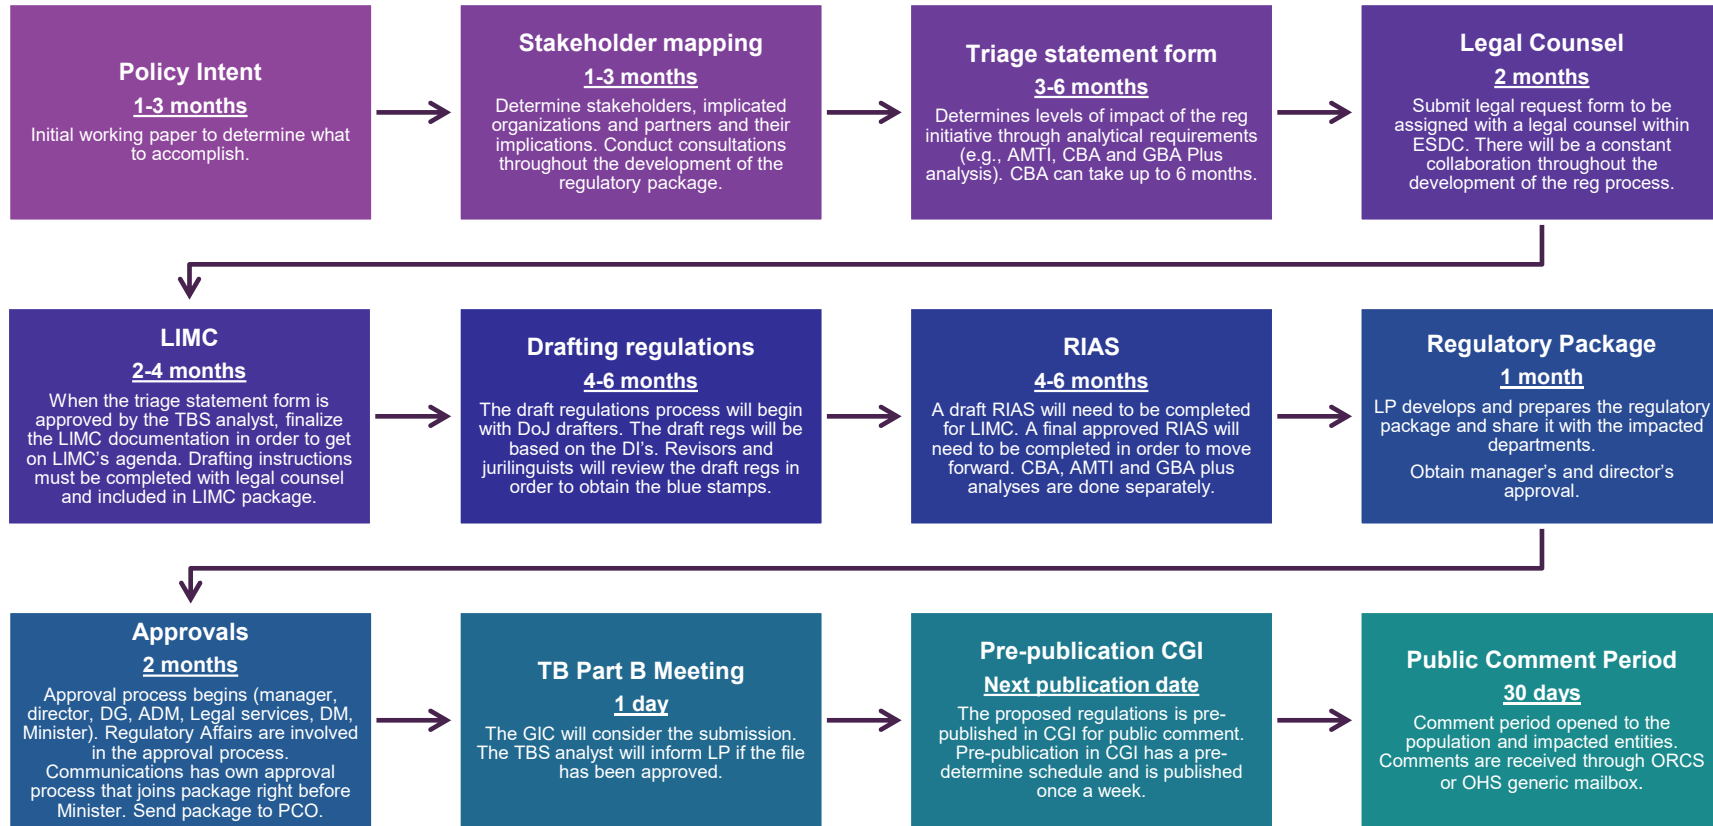 Policy Intent
1-3 months
Initial working paper to determine what
to accomplish.
Stakeholder mapping
1-3 months
Determine stakeholders, implicated
organizations and partners and their
implications. Conduct consultations
throughout the development of the
regulatory package.
Triage statement form
3-6 months
Determines levels of impact of the reg
initiative through analytical requirements
(e.g., AMTI, CBA and GBA Plus
analysis). CBA can take up to 6 months.
Legal Counsel
2 months
Submit legal request form to be
assigned with a legal counsel within
ESDC. There will be a constant
collaboration throughout the
development of the reg process.
LIMC
2-4 months
When the triage statement form is
approved by the TBS analyst, finalize
the LIMC documentation in order to get
on LIMC’s agenda. Drafting instructions
must be completed with legal counsel
and included in LIMC package.
Drafting regulations
4-6 months
The draft regulations process will begin
with DoJ drafters. The draft regs will be
based on the DI’s. Revisors and
jurilinguists will review the draft regs in
order to obtain the blue stamps.
RIAS
4-6 months
A draft RIAS will need to be completed
for LIMC. A final approved RIAS will
need to be completed in order to move
forward. CBA, AMTI and GBA plus
analyses are done separately.
Regulatory Package
1 month
LP develops and prepares the regulatory
package and share it with the impacted
departments.
Obtain manager’s and director’s
approval.
Approvals
2 months
Approval process begins (manager,
director, DG, ADM, Legal services, DM,
Minister). Regulatory Affairs are involved
in the approval process.
Communications has own approval
process that joins package right before
Minister. Send package to PCO.
TB Part B Meeting
1 day
The GIC will consider the submission.
The TBS analyst will inform LP if the file
has been approved.
Pre-publication CGI
Next publication date
The proposed regulations is pre-
published in CGI for public comment.
Pre-publication in CGI has a pre-
determine schedule and is published
once a week.
Public Comment Period
30 days
Comment period opened to the
population and impacted entities.
Comments are received through ORCS
or OHS generic mailbox.